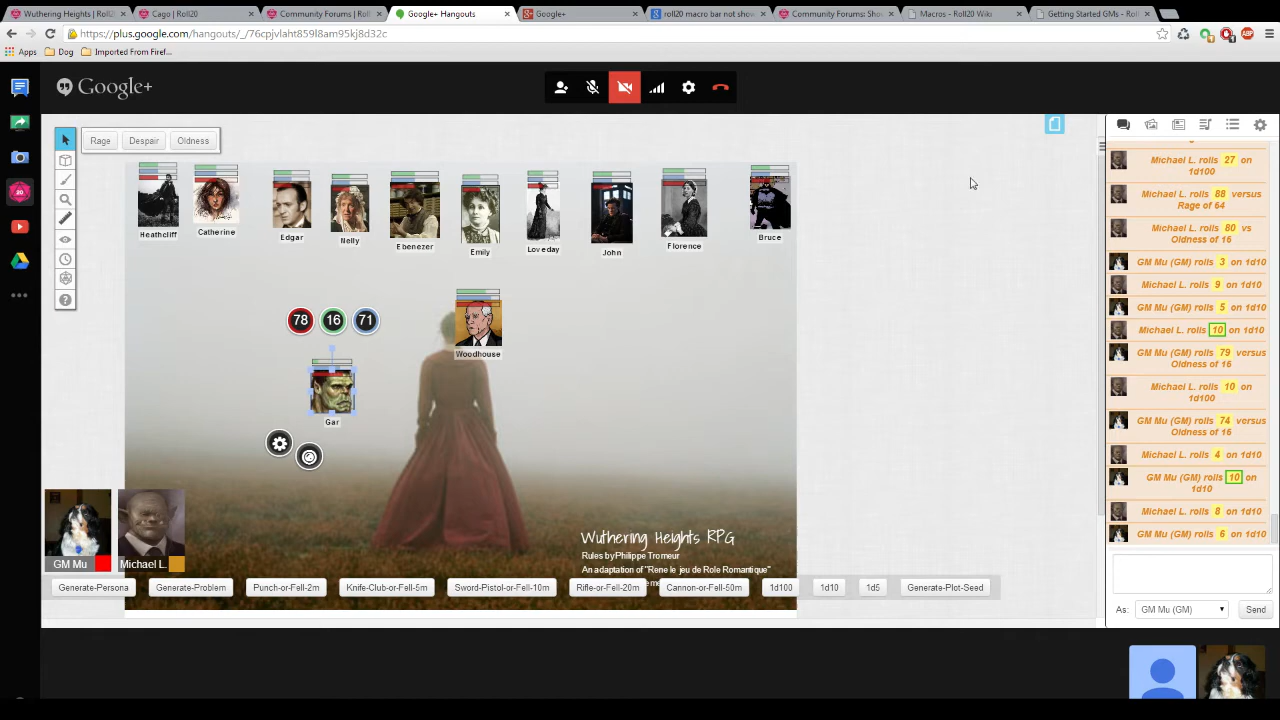 Wuthering Heights | Roll2
Cago | Roll20
Community Forums | Roll
Google+ Hangouts
Google+
roll20 macro bar not show
Community Forums: Sho
Macros - Roll20 Wiki
Getting Started GMs - Rol
https://plus.google.com/hangouts/_/76cpjvlaht859l8am95kj8d32c
Apps
Dog
Imported From Firef...
Google+
Rage
Despair
Oldness
Heathcliff
Catherine
Edgar
Nelly
Ebenezer
Emily
Loveday
John
Florence
Bruce
78
16
71
Woodhouse
Gar
GM Mu
Michael L.
Wuthering Heights RPG
Rules by Philippe Tromeur
An adaptation of "Rene le jeu de Role Romantique"
Generate-Persona
Generate-Problem
Punch-or-Fell-2m
Knife-Club-or-Fell-5m
Sword-Pistol-or-Fell-10m
Rifle-or-Fell-20m
Cannon-or-Fell-50m
1d100
1d10
1d5
Generate-Plot-Seed
Michael L. rolls 27 on
1d100
Michael L. rolls 88 versus
Rage of 64
Michael L. rolls 80 vs
Oldness of 16
GM Mu (GM) rolls 3 on 1d10
Michael L. rolls 9 on 1d10
GM Mu (GM) rolls 5 on 1d10
Michael L. rolls 10 on 1d10
GM Mu (GM) rolls 79 versus
Oldness of 16
Michael L. rolls 10 on
1d100
GM Mu (GM) rolls 74 versus
Oldness of 16
Michael L. rolls 4 on 1d10
GM Mu (GM) rolls 10 on
1d10
Michael L. rolls 8 on 1d10
GM Mu (GM) rolls 6 on 1d10
As:
GM Mu (GM)
Send